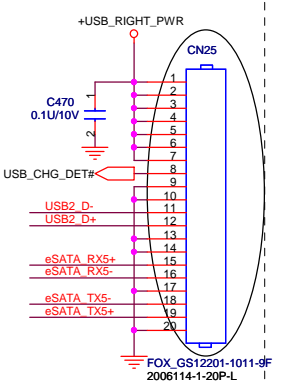 +USB_RIGHT_PWR
CN25
C470
0.1U/10V
1
2
1
2
3
4
5
6
7
8
9
10
11
12
13
14
15
16
17
18
19
20
USB_CHG_DET#
USB2_D-
USB2_D+
eSATA_RX5+
eSATA_RX5-
eSATA_TX5-
eSATA_TX5+
FOX_GS12201-1011-9F
2006114-1-20P-L